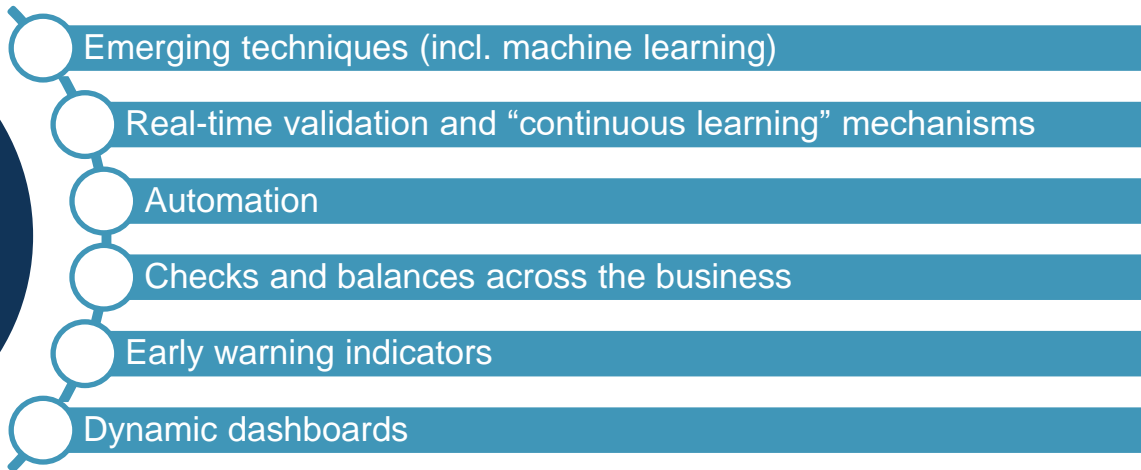 Emerging techniques (incl. machine learning)
Real-time validation and “continuous learning” mechanisms
Automation
Checks and balances across the business
Early warning indicators
Dynamic dashboards